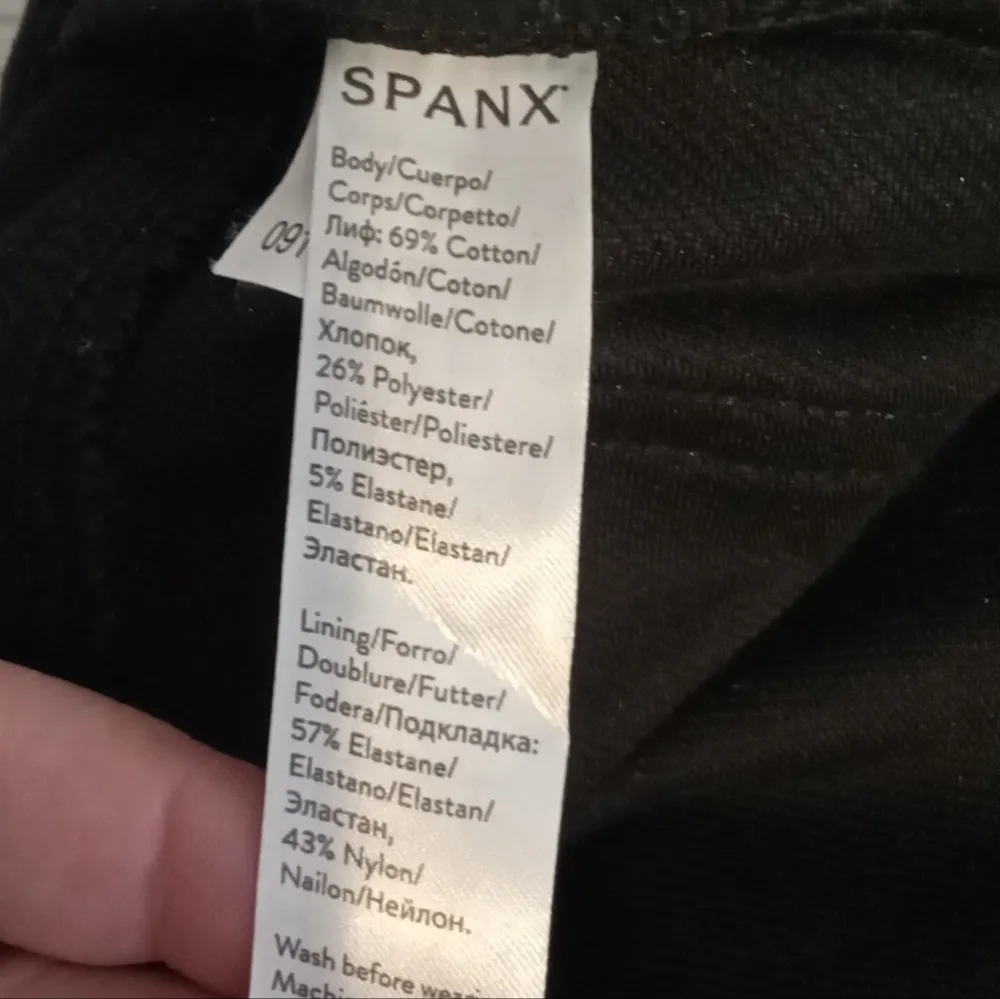 SPANX
Body/Cuerpo/
Corps/Corpetto/
Лиф: 69% Cotton/
Algodón/Coton/
Baumwolle/Cotone/
Хлопок,
26% Polyester/
Poliéster/Poliestere/
Полиэстер,
5% Elastane/
Elastano/Elastan/
Эластан.
Lining/Forro/
Doublure/Futter/
Fodera/Подкладка:
57% Elastane/
Elastano/Elastan/
Эластан,
43% Nylon/
Nailon/Нейлон.
Wash before